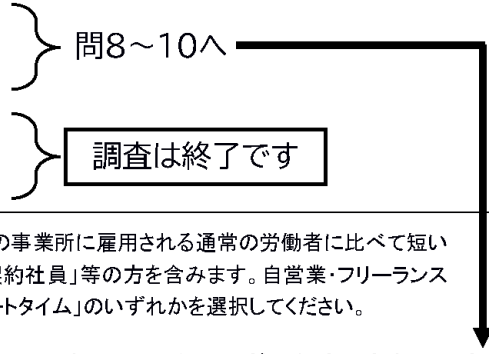 問8～10へ
調査は終了です
の事業所に雇用される通常の労働者に比べて短い
約社員」等の方を含みます。自営業・フリーランス
ートタイム」のいずれかを選択してください。